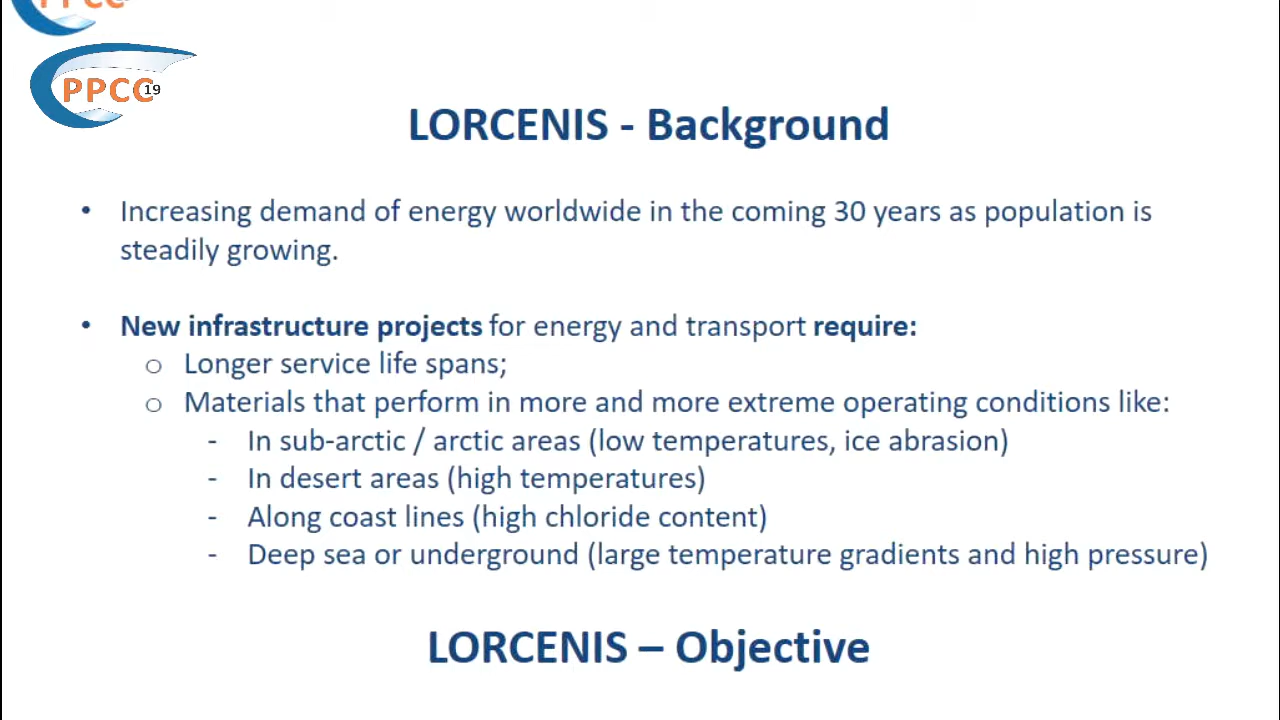 PPCC
PPCC19
LORCENIS - Background
• Increasing demand of energy worldwide in the coming 30 years as population is
steadily growing.
• New infrastructure projects for energy and transport require:
o Longer service life spans;
o Materials that perform in more and more extreme operating conditions like:
- In sub-arctic / arctic areas (low temperatures, ice abrasion)
- In desert areas (high temperatures)
- Along coast lines (high chloride content)
- Deep sea or underground (large temperature gradients and high pressure)
LORCENIS – Objective